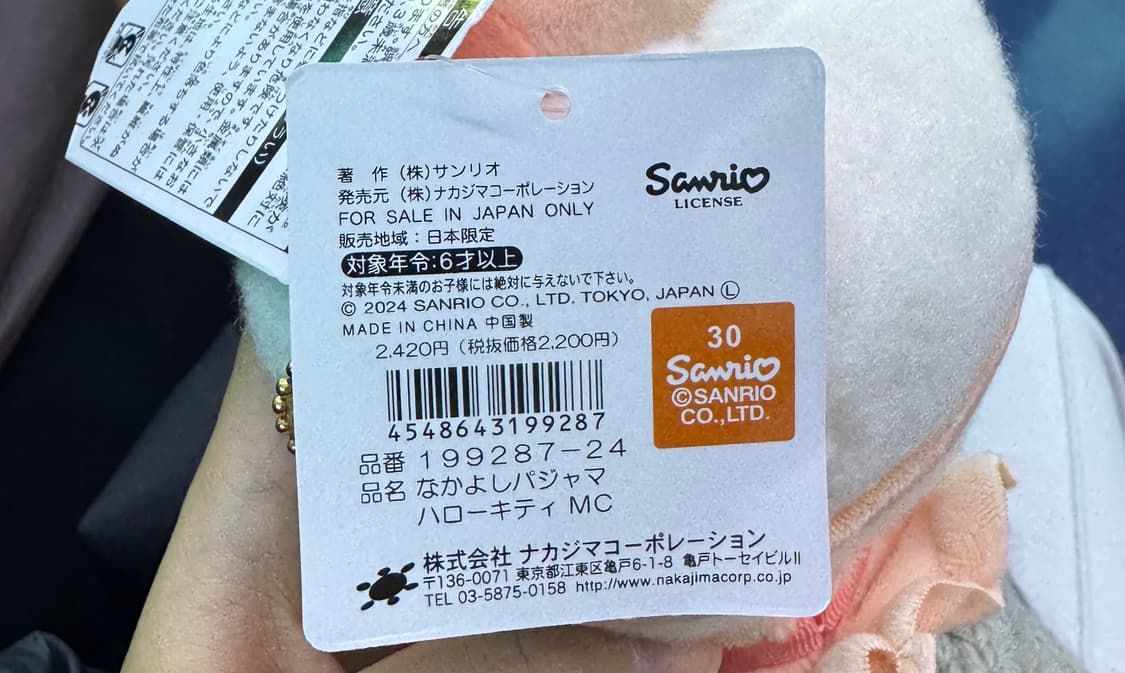 著　作（株）サンリオ
発売元（株）ナカジマコーポレーション
FOR SALE IN JAPAN ONLY
販売地域：日本限定
対象年令:6才以上
対象年令未満のお子様には絶対に与えないで下さい。
© 2024 SANRIO CO., LTD. TOKYO, JAPAN Ⓛ
MADE IN CHINA 中国製
2,420円（税抜価格2,200円）
4548643199287
品番 199287-24
品名 なかよしパジャマ
ハローキティ MC
Sanrio
LICENSE
30
Sanrio
©SANRIO
CO.,LTD.
株式会社 ナカジマコーポレーション
〒136-0071 東京都江東区亀戸6-1-8 亀戸トーセイビルⅡ
TEL 03-5875-0158 http://www.nakajimacorp.co.jp